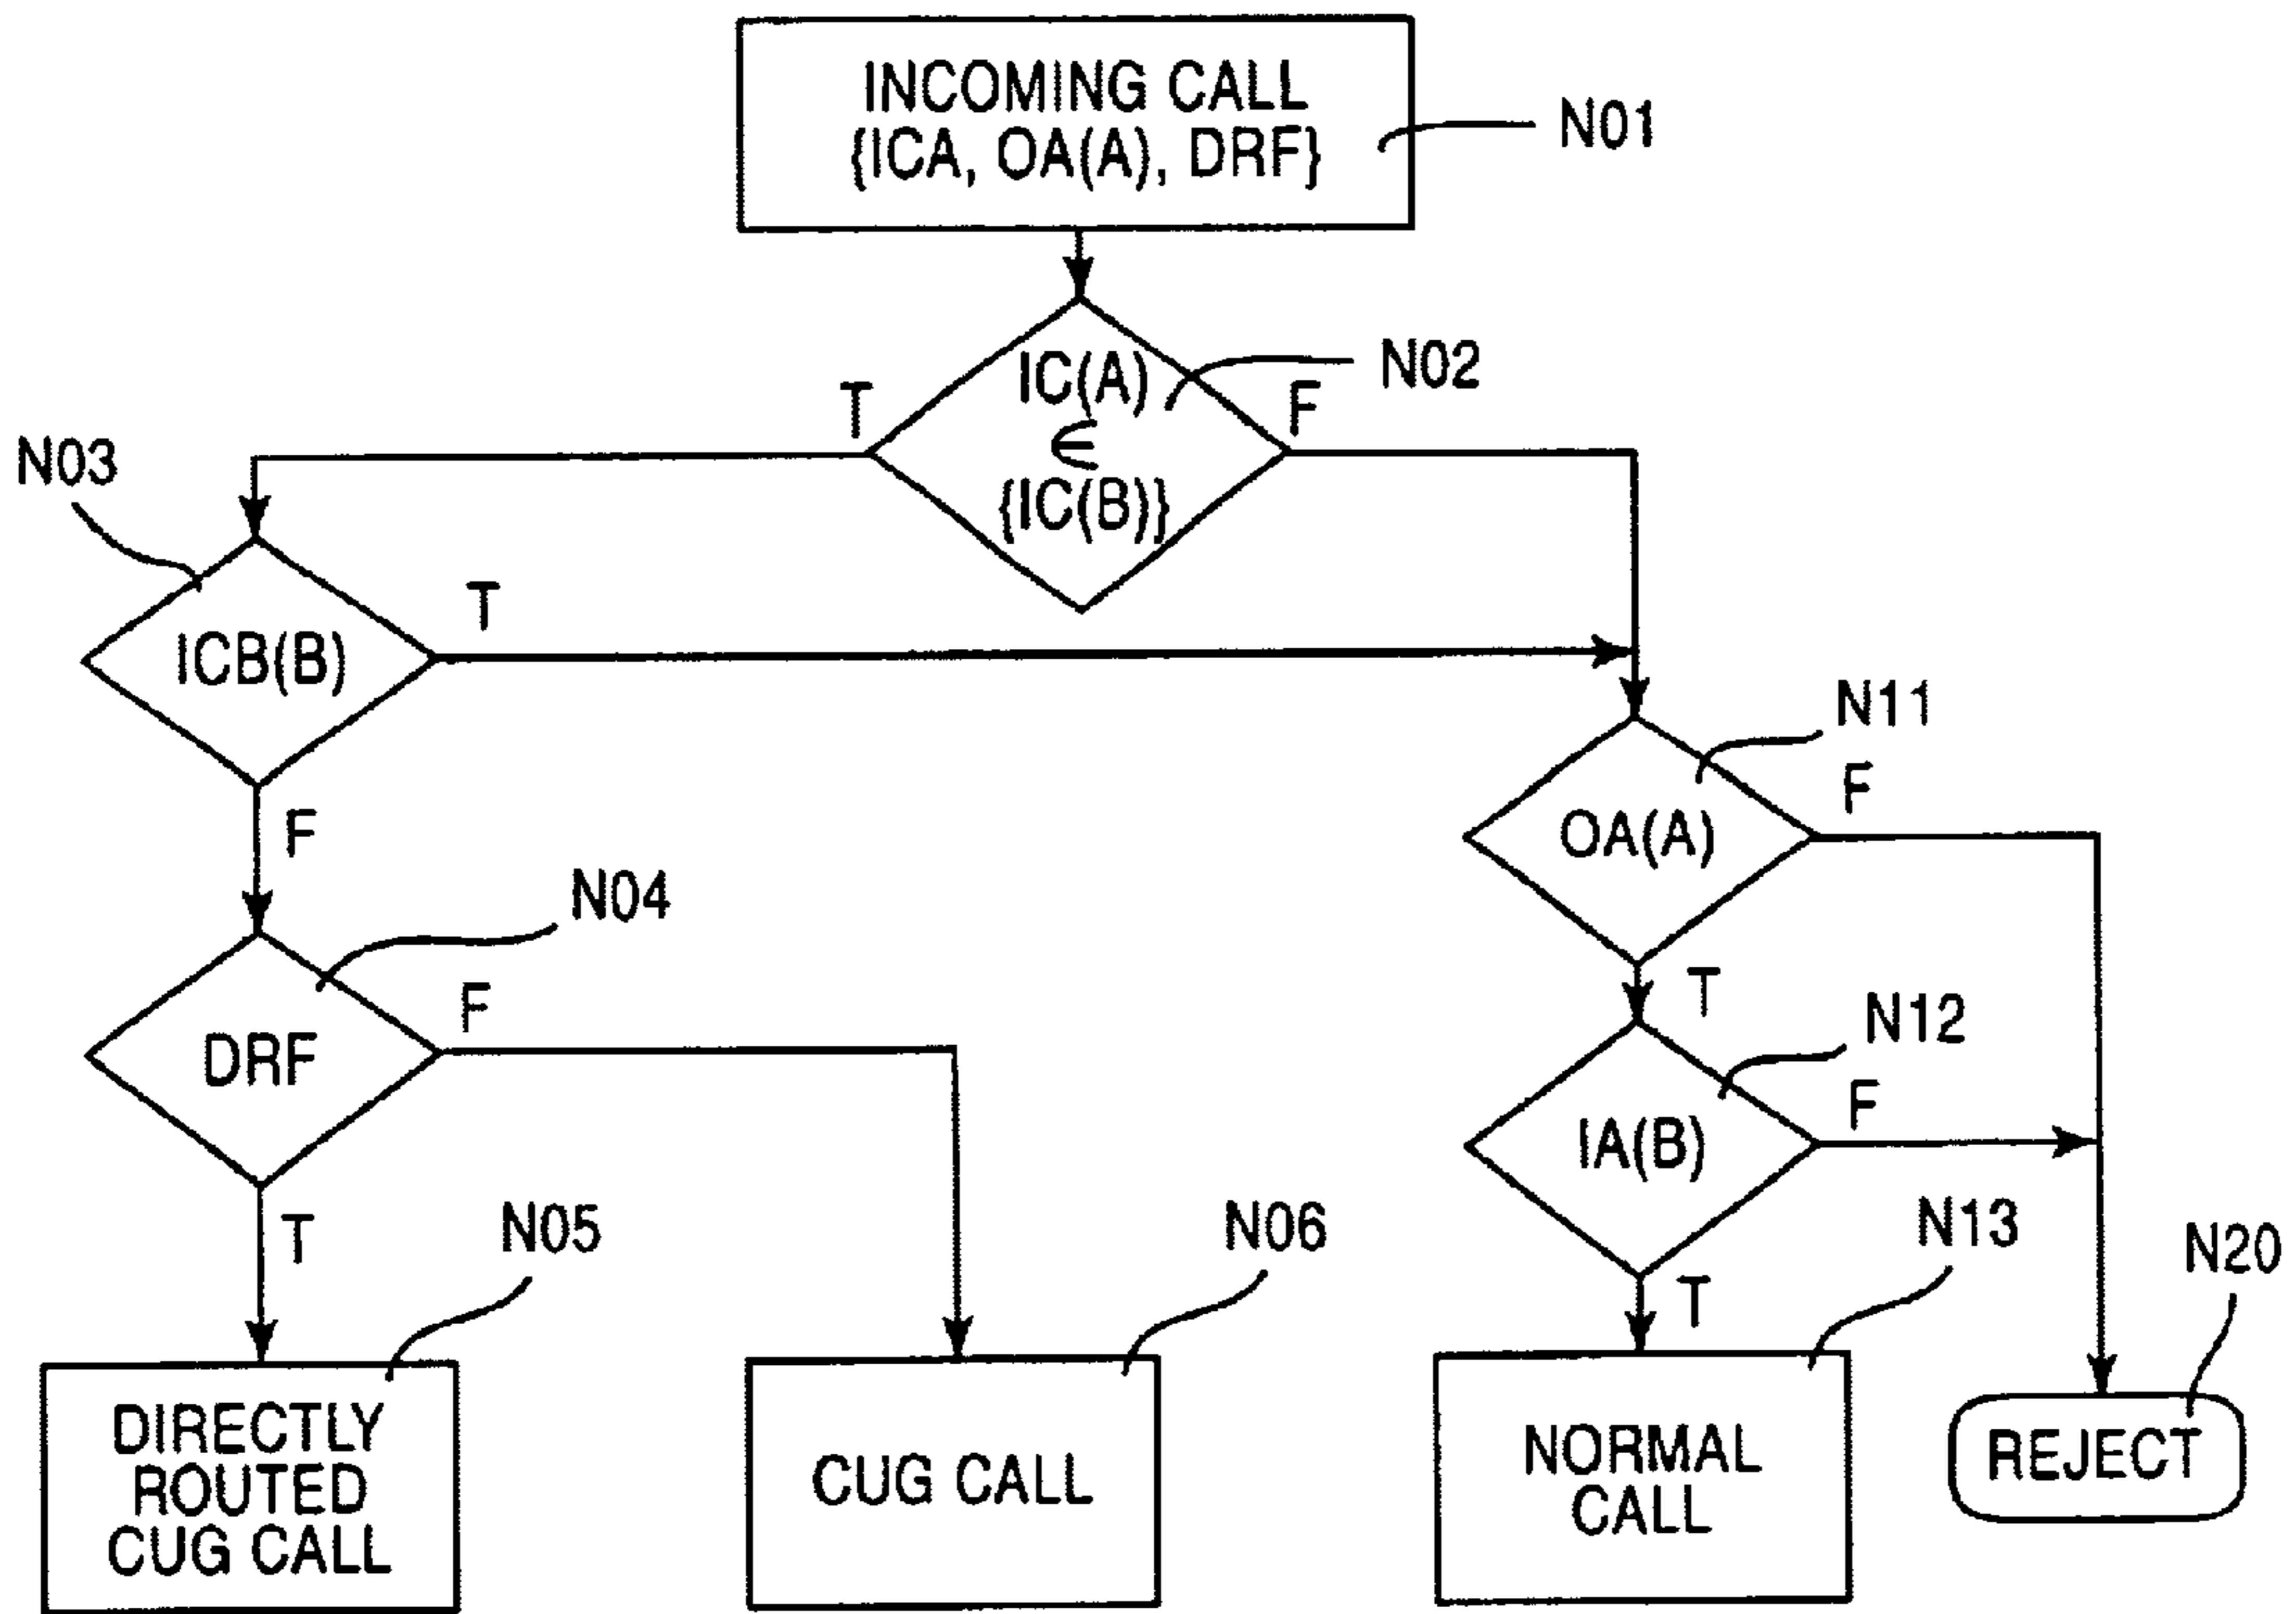 INCOMING CALL
{ICA, OA(A), DRF}
N01
IC(A)
∈
{IC(B)}
N02
T
F
N03
ICB(B)
T
F
N11
OA(A)
F
T
N04
DRF
F
T
N12
IA(B)
F
T
N05
DIRECTLY
ROUTED
CUG CALL
N06
CUG CALL
N13
NORMAL
CALL
N20
REJECT